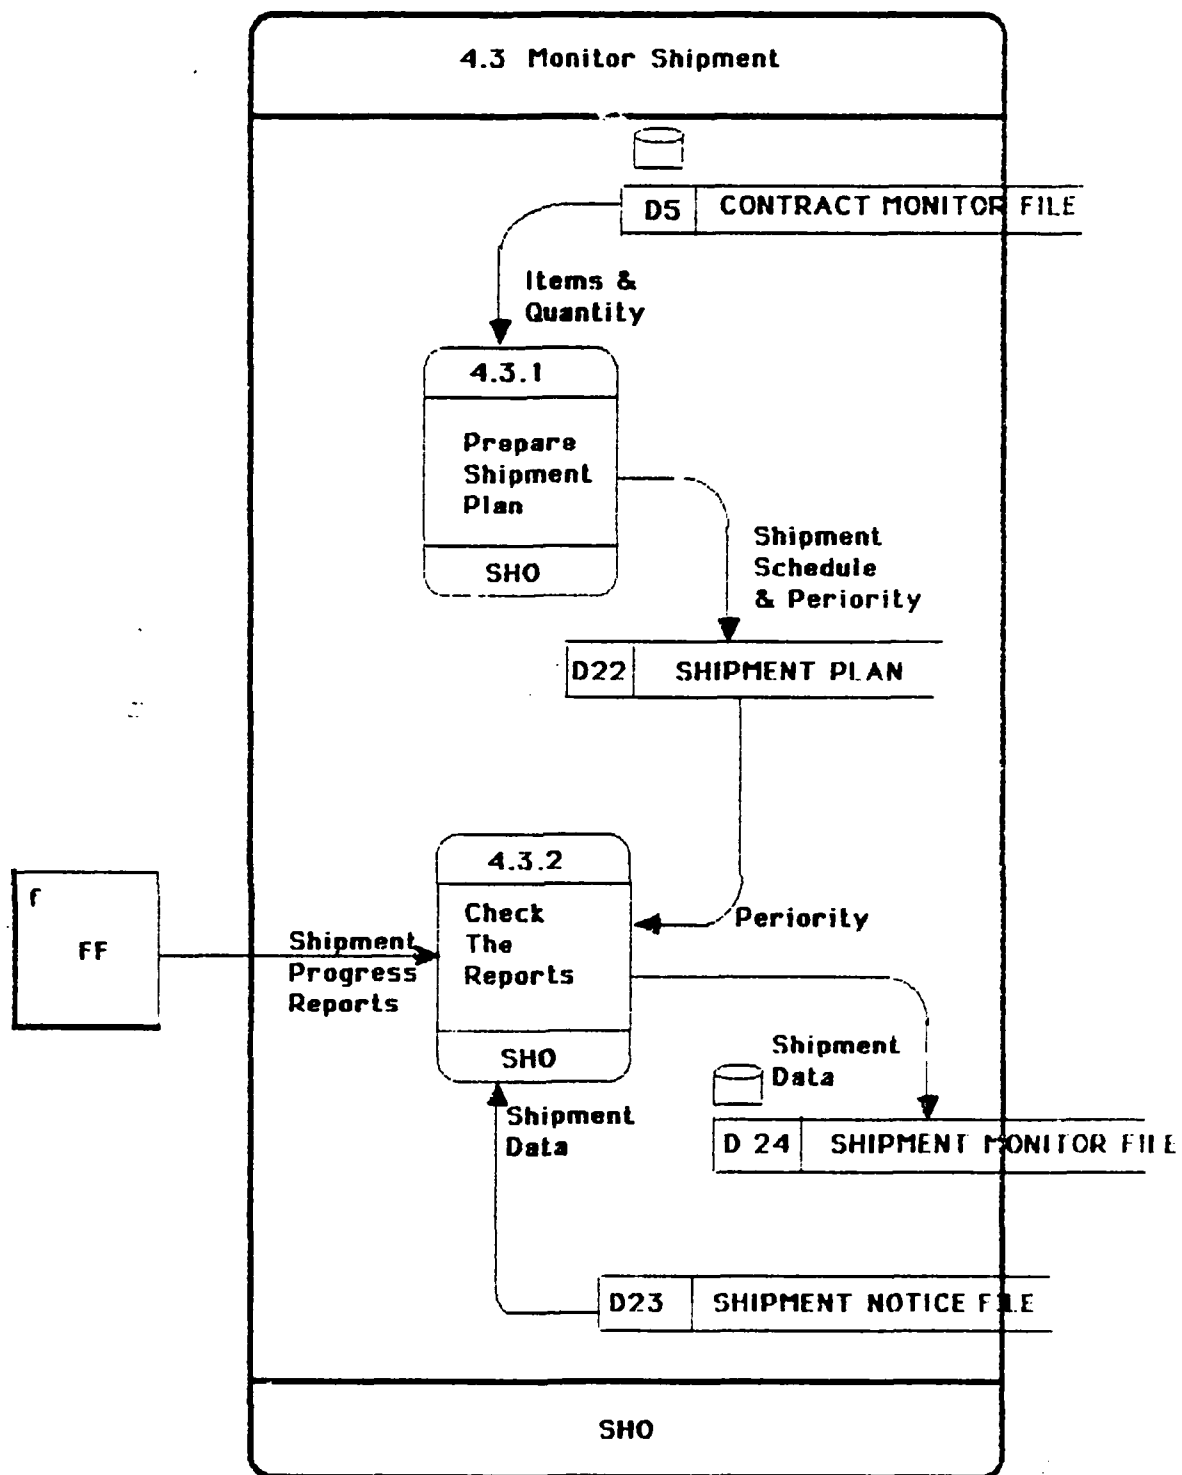 4.3 Monitor Shipment
D5 CONTRACT MONITOR FILE
Items &
Quantity
4.3.1
Prepare
Shipment
Plan
SHO
Shipment
Schedule
& Periority
D22 SHIPMENT PLAN
4.3.2
Check
The
Reports
SHO
Periority
f
FF
Shipment
Progress
Reports
Shipment
Data
D 24 SHIPMENT MONITOR FILE
Shipment
Data
D23 SHIPMENT NOTICE FILE
SHO